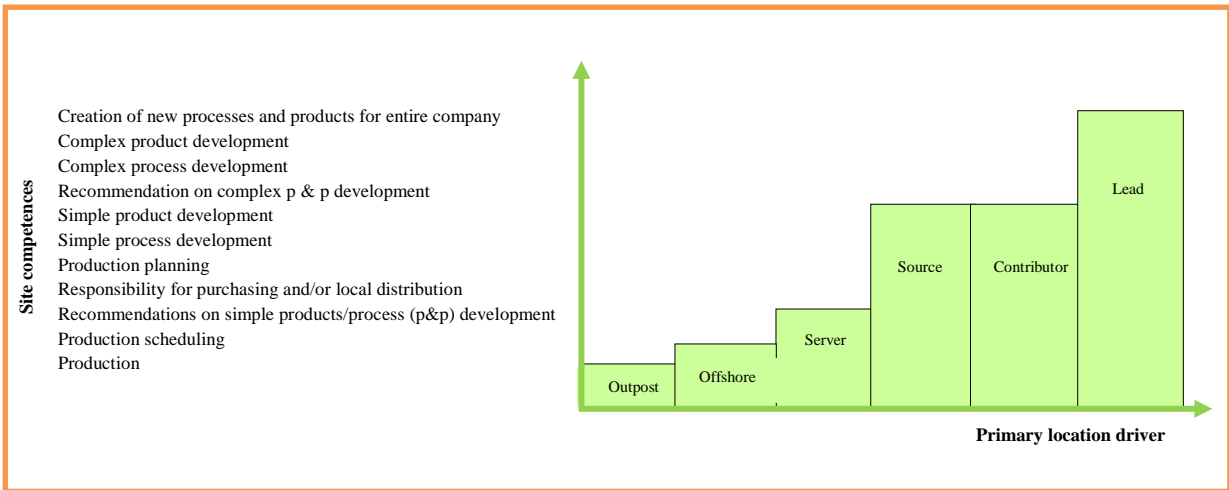 Site competences
Creation of new processes and products for entire company
Complex product development
Complex process development
Recommendation on complex p & p development
Simple product development
Simple process development
Production planning
Responsibility for purchasing and/or local distribution
Recommendations on simple products/process (p&p) development
Production scheduling
Production
Outpost
Offshore
Server
Source
Contributor
Lead
Primary location driver